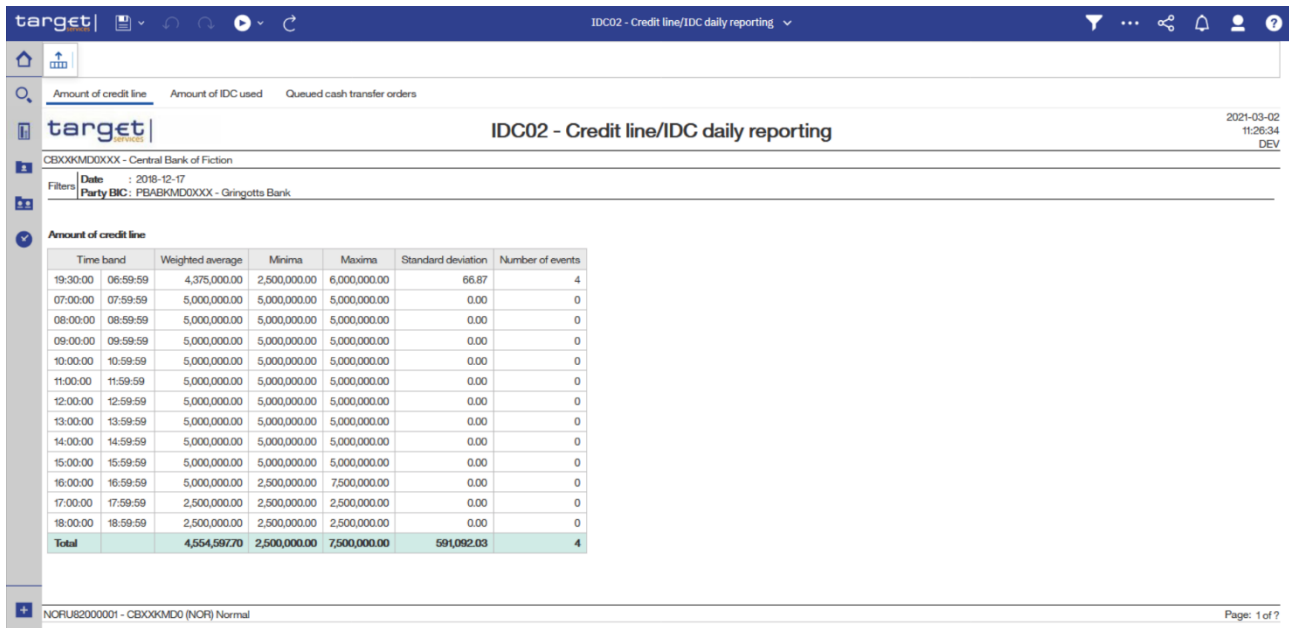 target| services
IDC02 - Credit line/IDC daily reporting
Amount of credit line Amount of IDC used Queued cash transfer orders
target| services
IDC02 - Credit line/IDC daily reporting
2021-03-02
11:26:34
DEV
CBXXKMD0XXX - Central Bank of Fiction
Filters
Date : 2018-12-17
Party BIC : PBABKMD0XXX - Gringotts Bank
Amount of credit line
Time band Weighted average Minima Maxima Standard deviation Number of events
19:30:00 06:59:59 4,375,000.00 2,500,000.00 6,000,000.00 66.87 4
07:00:00 07:59:59 5,000,000.00 5,000,000.00 5,000,000.00 0.00 0
08:00:00 08:59:59 5,000,000.00 5,000,000.00 5,000,000.00 0.00 0
09:00:00 09:59:59 5,000,000.00 5,000,000.00 5,000,000.00 0.00 0
10:00:00 10:59:59 5,000,000.00 5,000,000.00 5,000,000.00 0.00 0
11:00:00 11:59:59 5,000,000.00 5,000,000.00 5,000,000.00 0.00 0
12:00:00 12:59:59 5,000,000.00 5,000,000.00 5,000,000.00 0.00 0
13:00:00 13:59:59 5,000,000.00 5,000,000.00 5,000,000.00 0.00 0
14:00:00 14:59:59 5,000,000.00 5,000,000.00 5,000,000.00 0.00 0
15:00:00 15:59:59 5,000,000.00 5,000,000.00 5,000,000.00 0.00 0
16:00:00 16:59:59 5,000,000.00 2,500,000.00 7,500,000.00 0.00 0
17:00:00 17:59:59 2,500,000.00 2,500,000.00 2,500,000.00 0.00 0
18:00:00 18:59:59 2,500,000.00 2,500,000.00 2,500,000.00 0.00 0
Total 4,554,597.70 2,500,000.00 7,500,000.00 591,092.03 4
NORU82000001 - CBXXKMD0 (NOR) Normal
Page: 1 of ?